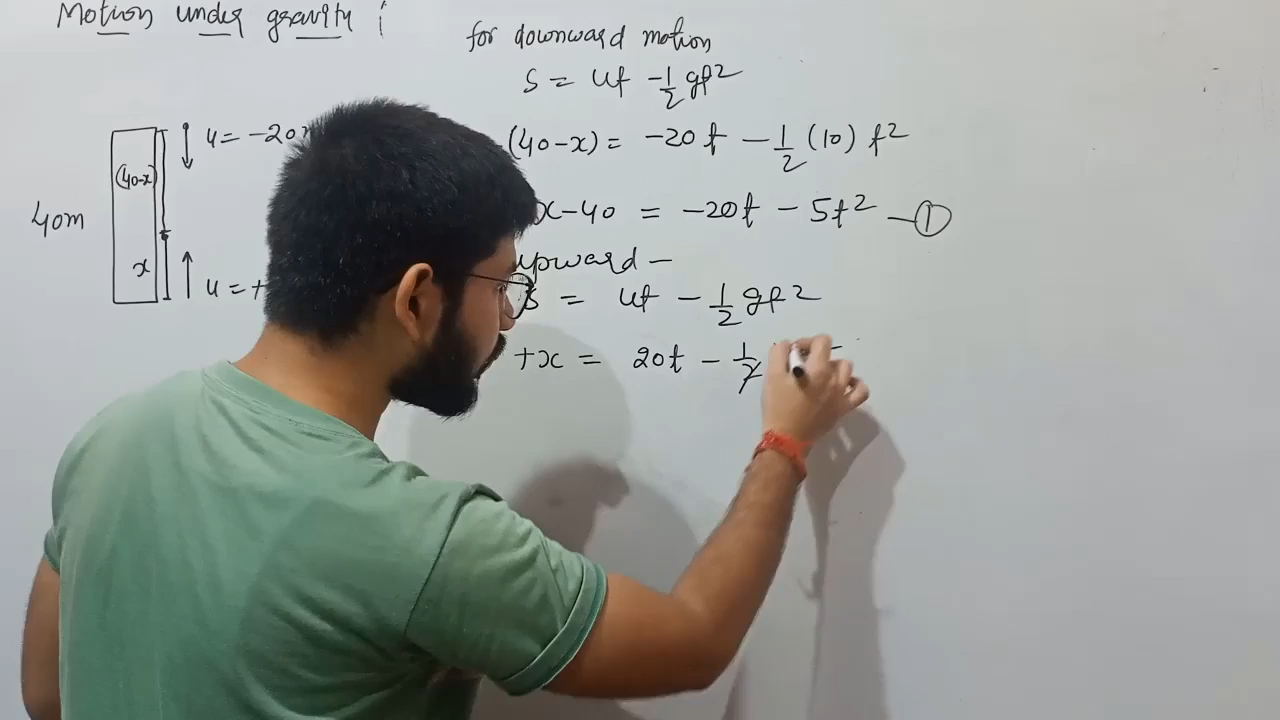 Motion under gravity :
for downward motion
S = ut - 1/2 gt²
u = -20
(40-x) = -20t - 1/2 (10) t²
(40-x)
40m
x-40 = -20t - 5t² - ①
x
upward -
u = +
S = ut - 1/2 gt²
+x = 20t - 1/2